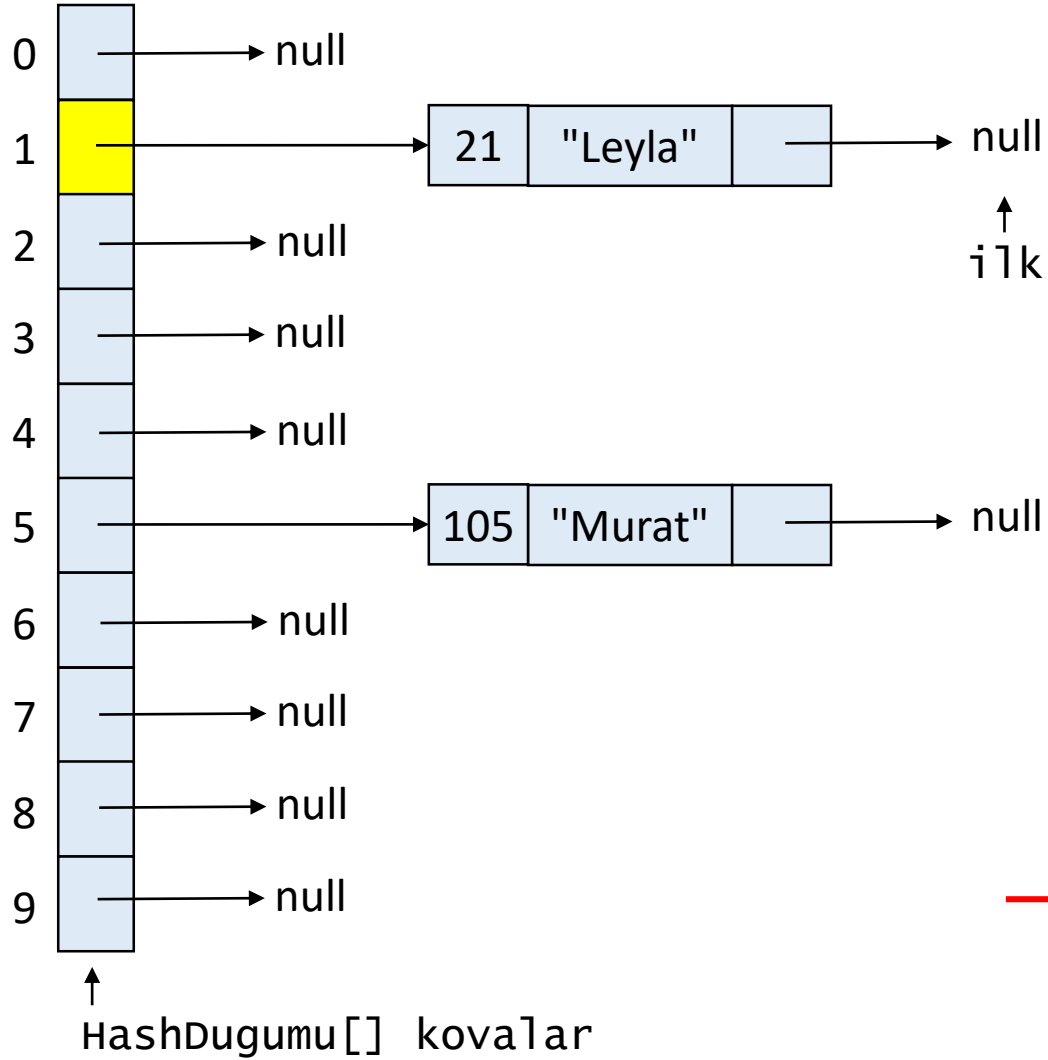 0 null
1 21 "Leyla" null
ilk
2 null
3 null
4 null
5 105 "Murat" null
6 null
7 null
8 null
9 null
HashDugumu[] kovalar